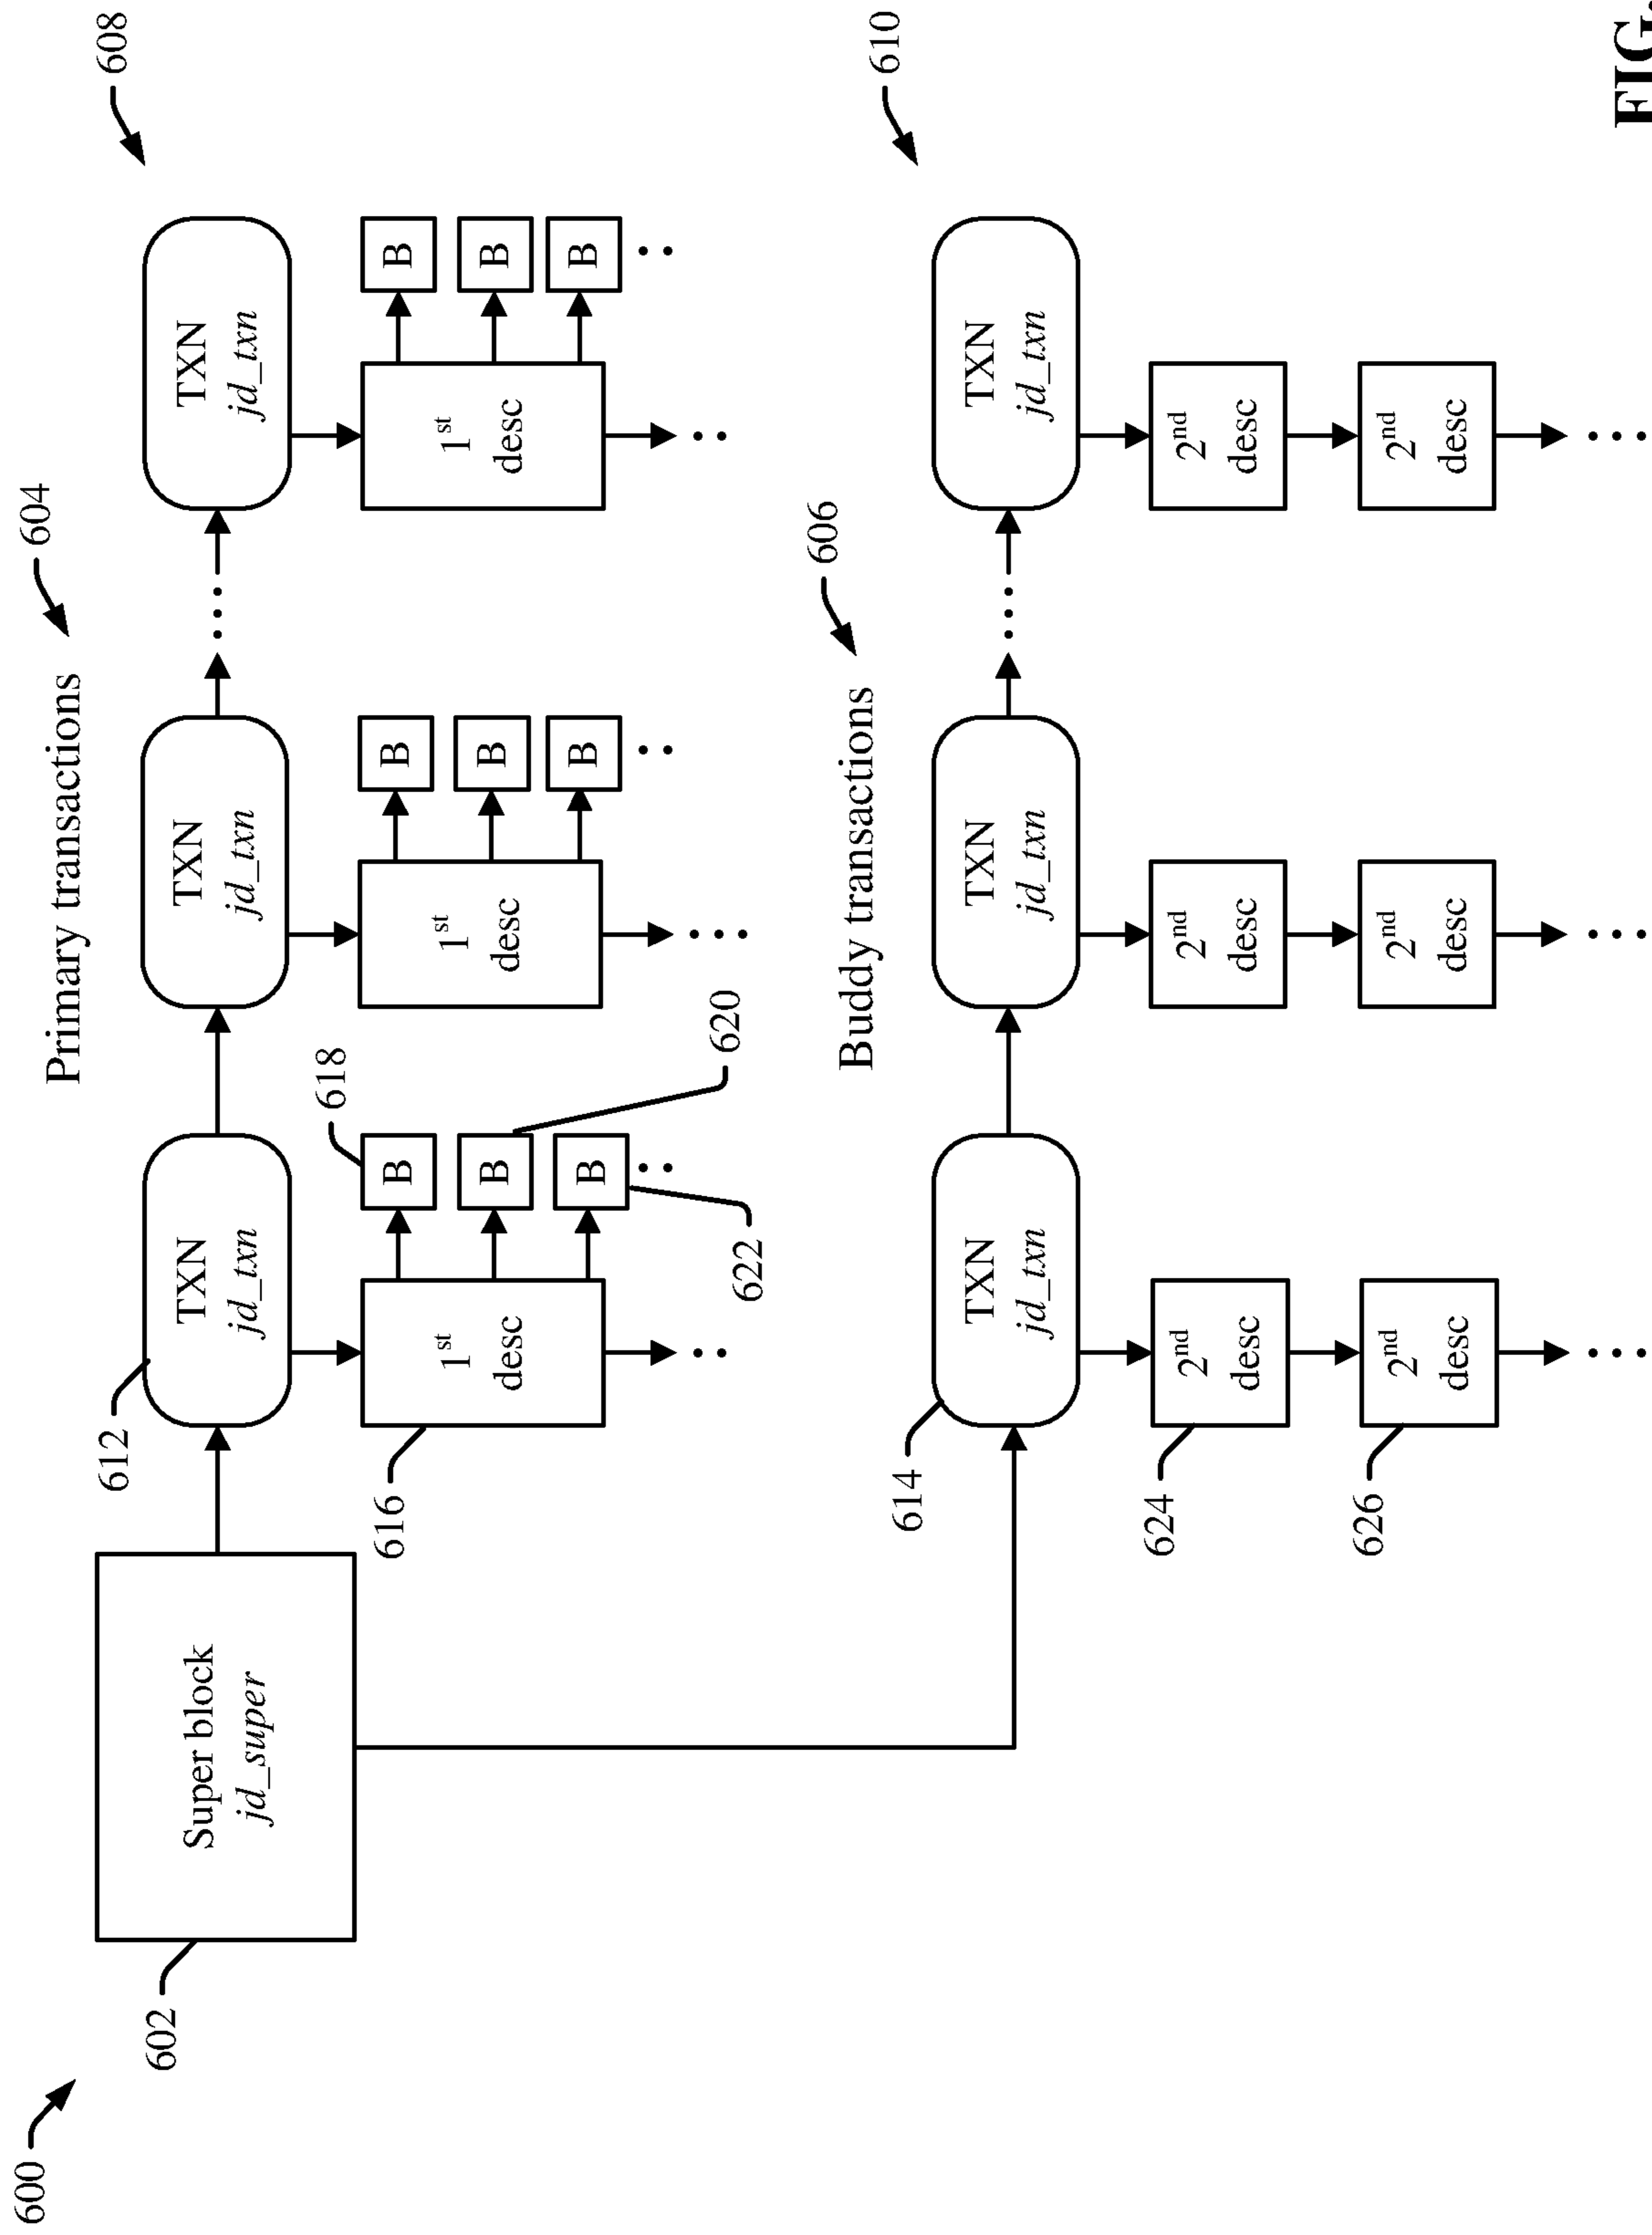 600
602
Super block
jd_super
Primary transactions
604
608
612
TXN
jd_txn
TXN
jd_txn
TXN
jd_txn
616
1st
desc
B
B
B
618
620
622
1st
desc
B
B
B
1st
desc
B
B
B
Buddy transactions
606
610
614
TXN
jd_txn
TXN
jd_txn
TXN
jd_txn
624
2nd
desc
2nd
desc
2nd
desc
626
2nd
desc
2nd
desc
2nd
desc
FIG.